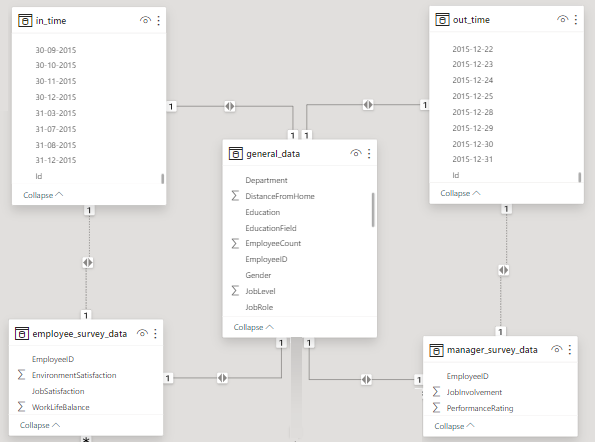 in_time
30-09-2015
30-10-2015
30-11-2015
30-12-2015
31-03-2015
31-07-2015
31-08-2015
31-12-2015
Id
Collapse
out_time
2015-12-22
2015-12-23
2015-12-24
2015-12-25
2015-12-28
2015-12-29
2015-12-30
2015-12-31
Id
Collapse
1
1
1 1
general_data
Department
DistanceFromHome
Education
EducationField
EmployeeCount
EmployeeID
Gender
JobLevel
JobRole
Collapse
1
1
1
1
employee_survey_data
EmployeeID
EnvironmentSatisfaction
JobSatisfaction
WorkLifeBalance
Collapse
1
1
1
1
manager_survey_data
EmployeeID
JobInvolvement
PerformanceRating
Collapse
1
1
*